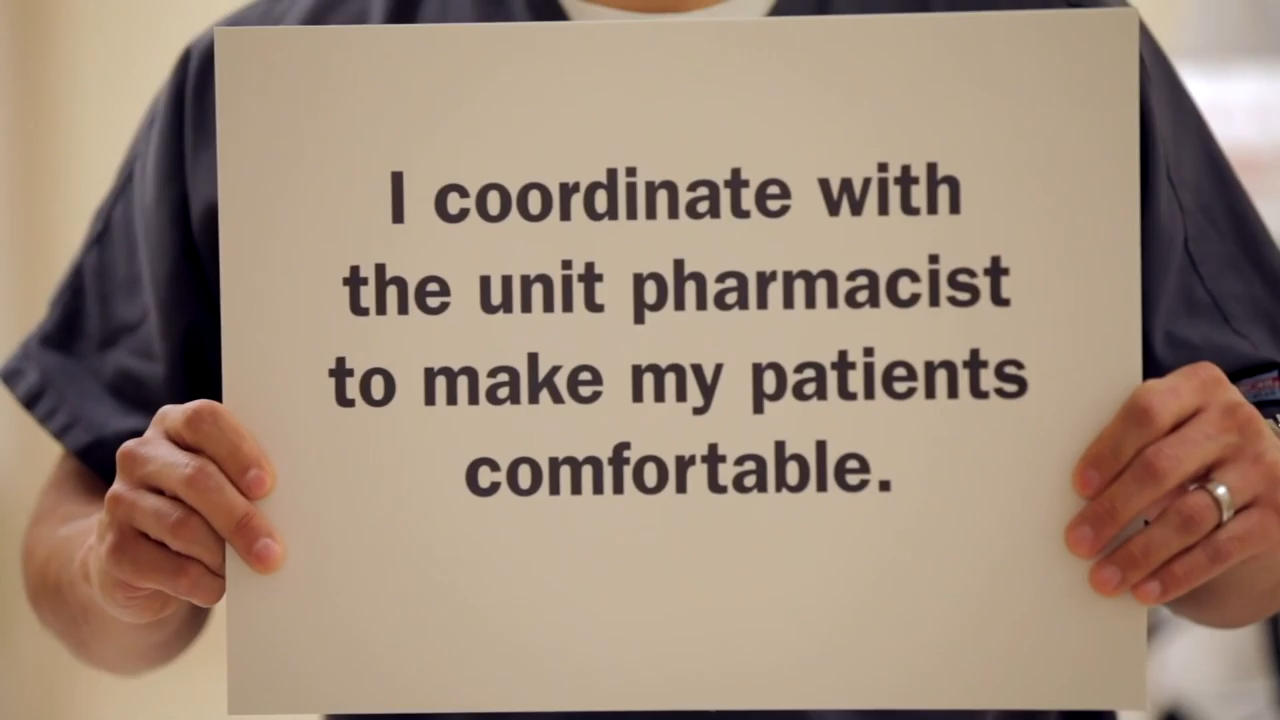 I coordinate with
the unit pharmacist
to make my patients
comfortable.